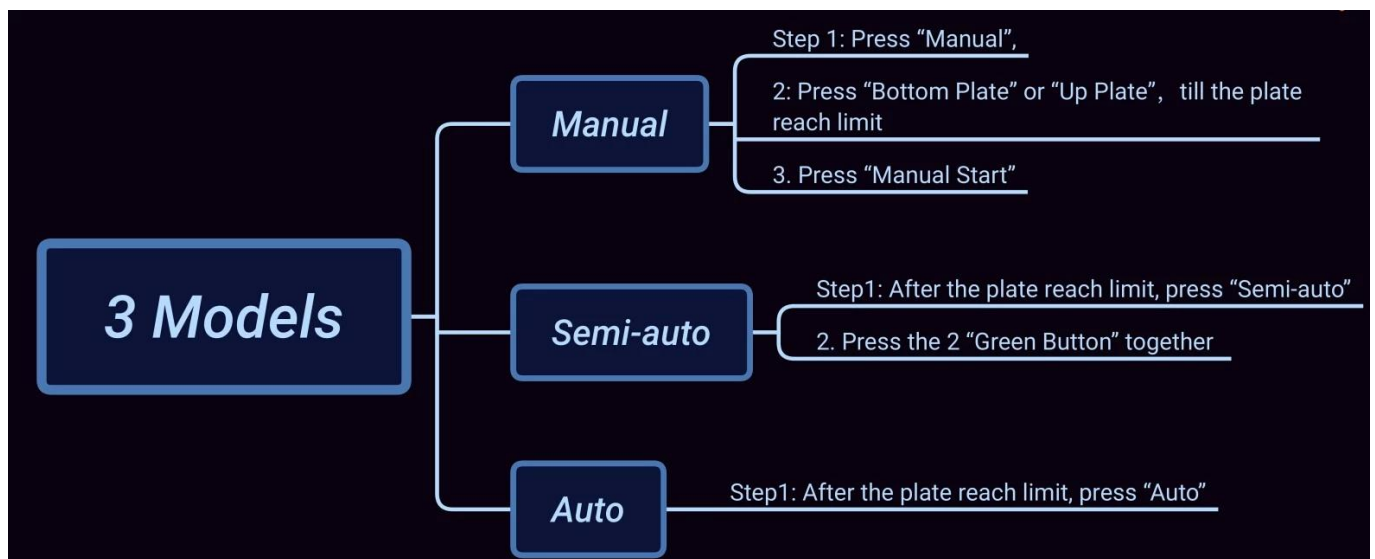 3 Models
Manual
Step 1: Press “Manual”,
2: Press “Bottom Plate” or “Up Plate”，till the plate
reach limit
3. Press “Manual Start”
Semi-auto
Step1: After the plate reach limit, press “Semi-auto”
2. Press the 2 “Green Button” together
Auto
Step1: After the plate reach limit, press “Auto”